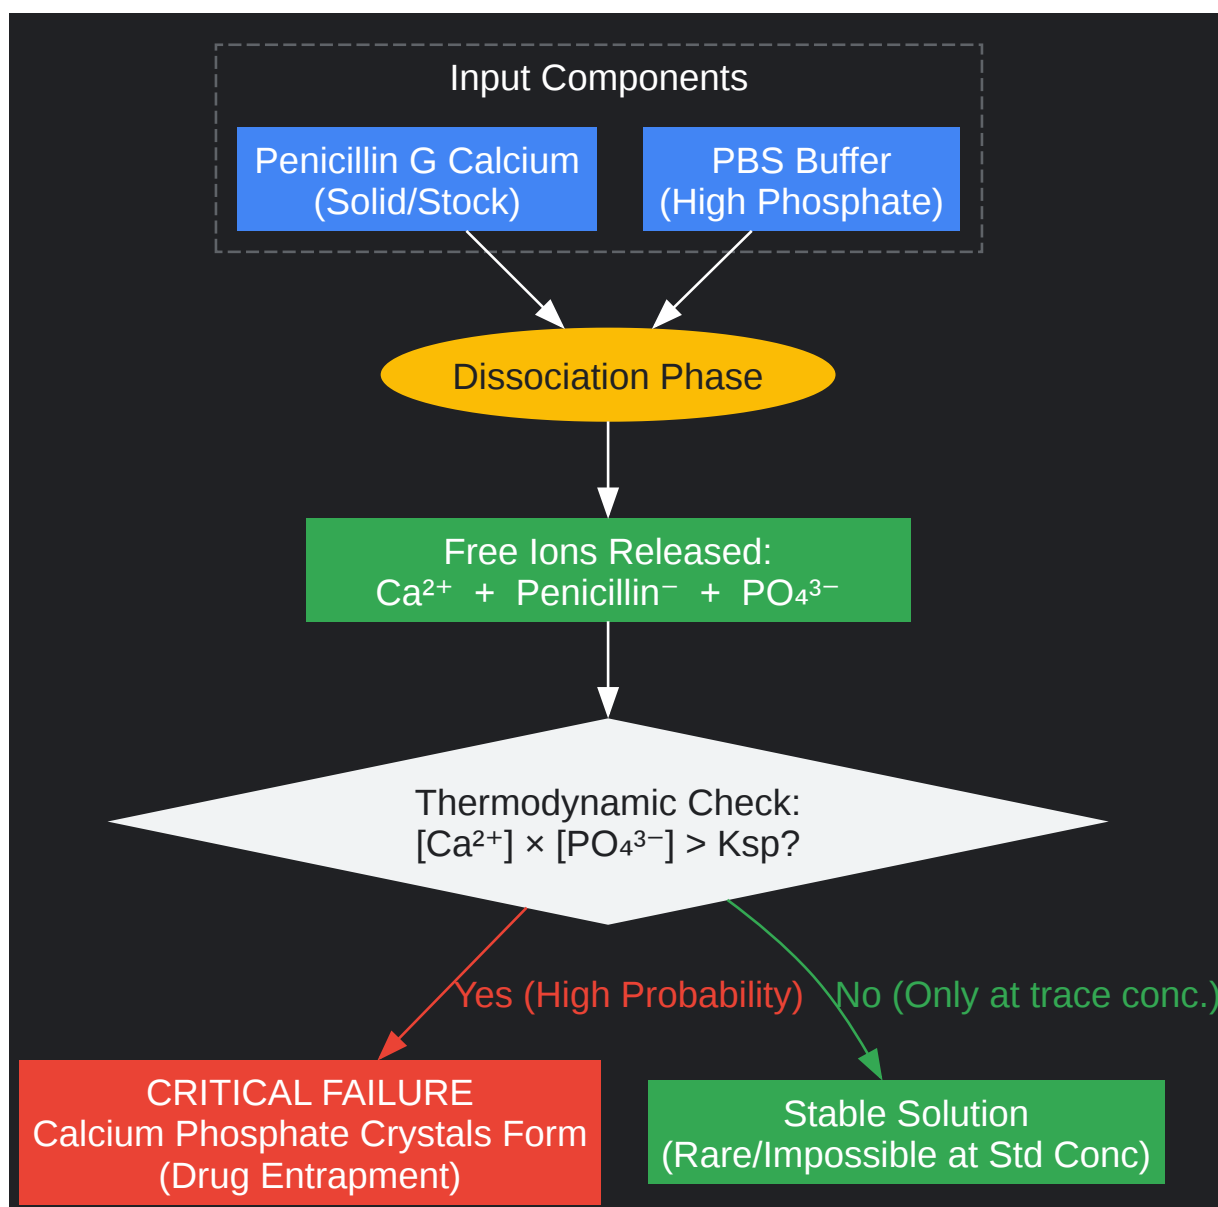 Input Components
Penicillin G Calcium
(Solid/Stock)
PBS Buffer
(High Phosphate)
Dissociation Phase
Free Ions Released:
Ca²⁺ + Penicillin⁻ + PO₄³⁻
Thermodynamic Check:
[Ca²⁺] × [PO₄³⁻] > Ksp?
Yes (High Probability)
No (Only at trace conc.)
CRITICAL FAILURE
Calcium Phosphate Crystals Form
(Drug Entrapment)
Stable Solution
(Rare/Impossible at Std Conc)